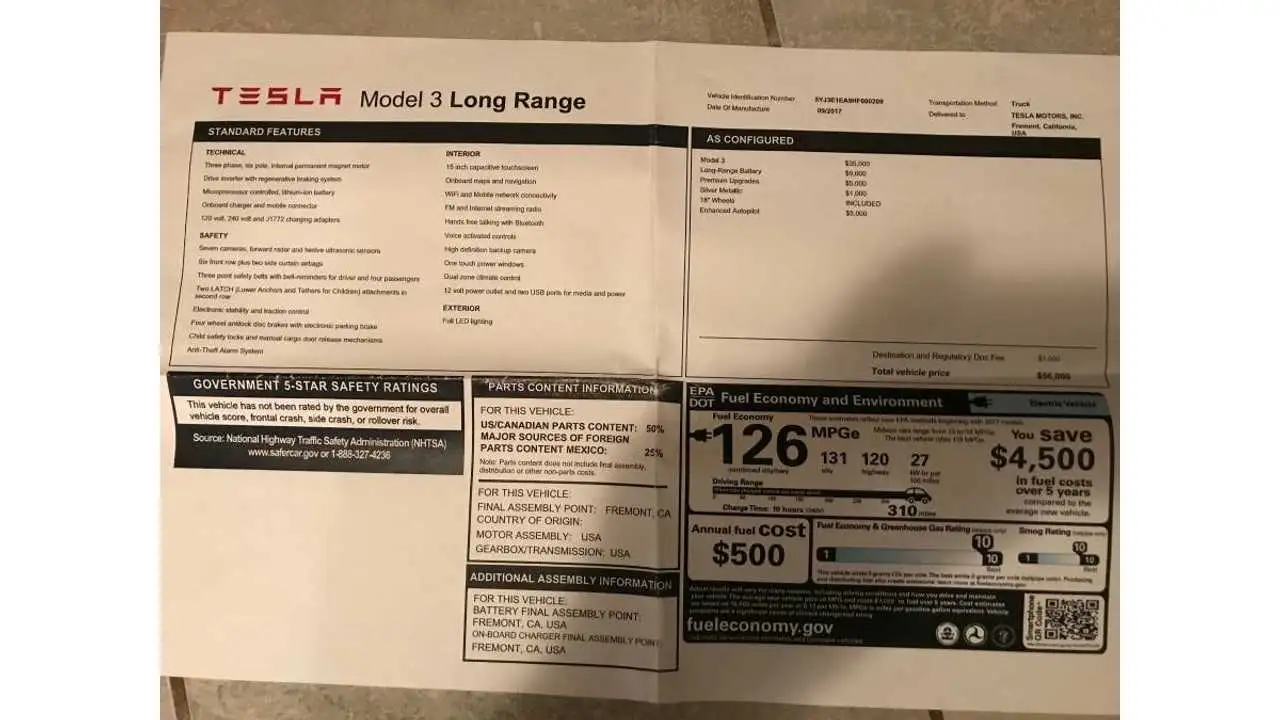 TESLA Model 3 Long Range
Vehicle Identification Number
Date Of Manufacture 09/2017
Transportation Method Truck
Delivered to TESLA MOTORS, INC.
Fremont, California,
USA
STANDARD FEATURES
TECHNICAL
Three phase, six pole, internal permanent magnet motor
Drive inverter with regenerative braking system
Microprocessor controlled, lithium-ion battery
Onboard charger and mobile connector
120 volt, 240 volt and J1772 charging adapters
SAFETY
Seven cameras, forward radar and twelve ultrasonic sensors
Six front row plus two side curtain airbags
Three point safety belts with belt-reminders for driver and four passengers
Two LATCH (Lower Anchors and Tethers for Children) attachments in
second row
Electronic stability and traction control
Four wheel antilock disc brakes with electronic parking brake
Child safety locks and manual cargo door release mechanisms
Anti-Theft Alarm System
INTERIOR
15 inch capacitive touchscreen
Onboard maps and navigation
WiFi and Mobile network connectivity
FM and Internet streaming radio
Hands free talking with Bluetooth
Voice activated controls
High definition backup camera
One touch power windows
Dual zone climate control
12 volt power outlet and two USB ports for media and power
EXTERIOR
Full LED lighting
AS CONFIGURED
Model 3 $35,000
Long-Range Battery $9,000
Premium Upgrades $5,000
Silver Metallic $1,000
18" Wheels INCLUDED
Enhanced Autopilot $5,000
Destination and Regulatory Doc Fee $1,000
Total vehicle price $56,000
GOVERNMENT 5-STAR SAFETY RATINGS
This vehicle has not been rated by the government for overall
vehicle score, frontal crash, side crash, or rollover risk.
Source: National Highway Traffic Safety Administration (NHTSA)
www.safercar.gov or 1-888-327-4236
PARTS CONTENT INFORMATION
FOR THIS VEHICLE:
US/CANADIAN PARTS CONTENT: 50%
MAJOR SOURCES OF FOREIGN
PARTS CONTENT MEXICO: 25%
Note: Parts content does not include final assembly,
distribution or other non-parts costs.
FOR THIS VEHICLE:
FINAL ASSEMBLY POINT: FREMONT, CA
COUNTRY OF ORIGIN:
MOTOR ASSEMBLY: USA
GEARBOX/TRANSMISSION: USA
ADDITIONAL ASSEMBLY INFORMATION
FOR THIS VEHICLE:
BATTERY FINAL ASSEMBLY POINT:
FREMONT, CA, USA
ON-BOARD CHARGER FINAL ASSEMBLY POINT:
FREMONT, CA, USA
EPA
DOT Fuel Economy and Environment
Electric Vehicle
Fuel Economy
126 MPGe
combined city/hwy
131 city
120 highway
27 kW-hr per
100 miles
Driving Range
310 miles
Charge Time: 10 hours
You save
$4,500
in fuel costs
over 5 years
compared to the
average new vehicle.
Annual fuel cost
$500
Fuel Economy & Greenhouse Gas Rating
1 10
10
Best
Smog Rating
1 10
10
Best
fueleconomy.gov
Smartphone
QR Code